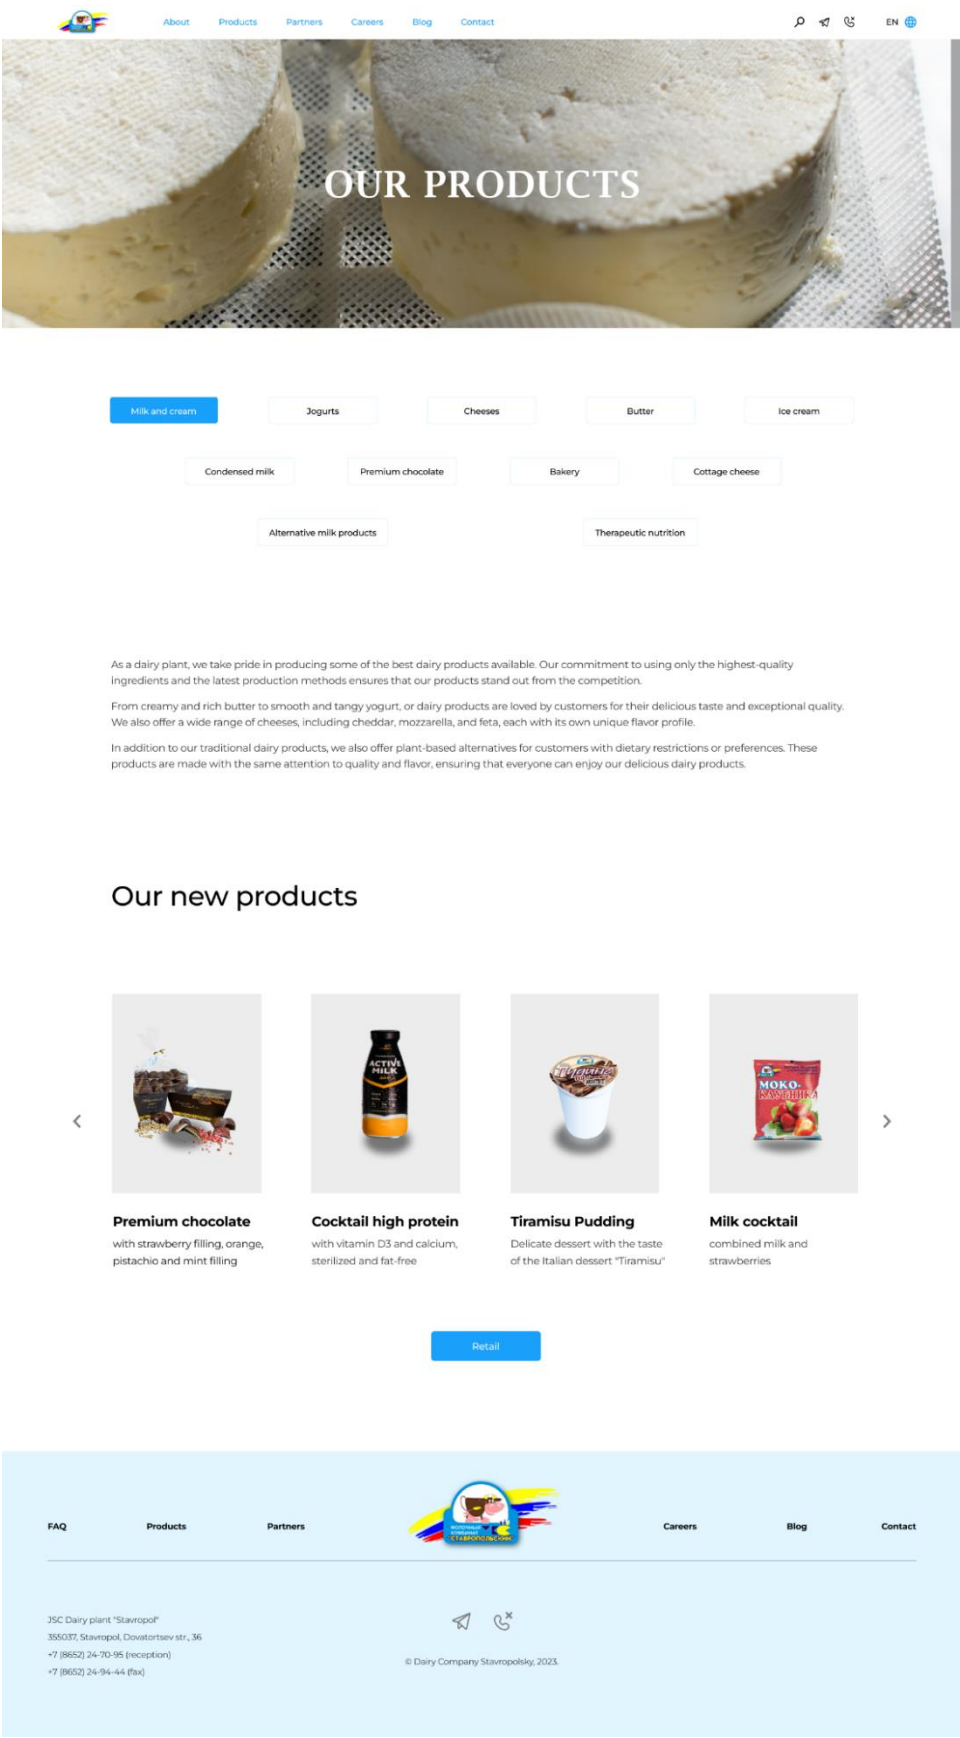 About Products Partners Careers Blog Contact
EN
OUR PRODUCTS
Milk and cream Jogurts Cheeses Butter Ice cream
Condensed milk Premium chocolate Bakery Cottage cheese
Alternative milk products Therapeutic nutrition
As a dairy plant, we take pride in producing some of the best dairy products available. Our commitment to using only the highest-quality
ingredients and the latest production methods ensures that our products stand out from the competition.
From creamy and rich butter to smooth and tangy yogurt, or dairy products are loved by customers for their delicious taste and exceptional quality.
We also offer a wide range of cheeses, including cheddar, mozzarella, and feta, each with its own unique flavor profile.
In addition to our traditional dairy products, we also offer plant-based alternatives for customers with dietary restrictions or preferences. These
products are made with the same attention to quality and flavor, ensuring that everyone can enjoy our delicious dairy products.
Our new products
ACTIVE
MILK
Пудинг
МОКО-
КЛУБНИКА
Premium chocolate
with strawberry filling, orange,
pistachio and mint filling
Cocktail high protein
with vitamin D3 and calcium,
sterilized and fat-free
Tiramisu Pudding
Delicate dessert with the taste
of the Italian dessert "Tiramisu"
Milk cocktail
combined milk and
strawberries
Retail
FAQ Products Partners
МОЛОЧНЫЙ
КОМБИНАТ
СТАВРОПОЛЬСКИЙ
Careers Blog Contact
JSC Dairy plant "Stavropol"
355037, Stavropol, Dovatortsev str., 36
+7 (8652) 24-70-95 (reception)
+7 (8652) 24-94-44 (fax)
© Dairy Company Stavropolsky, 2023.